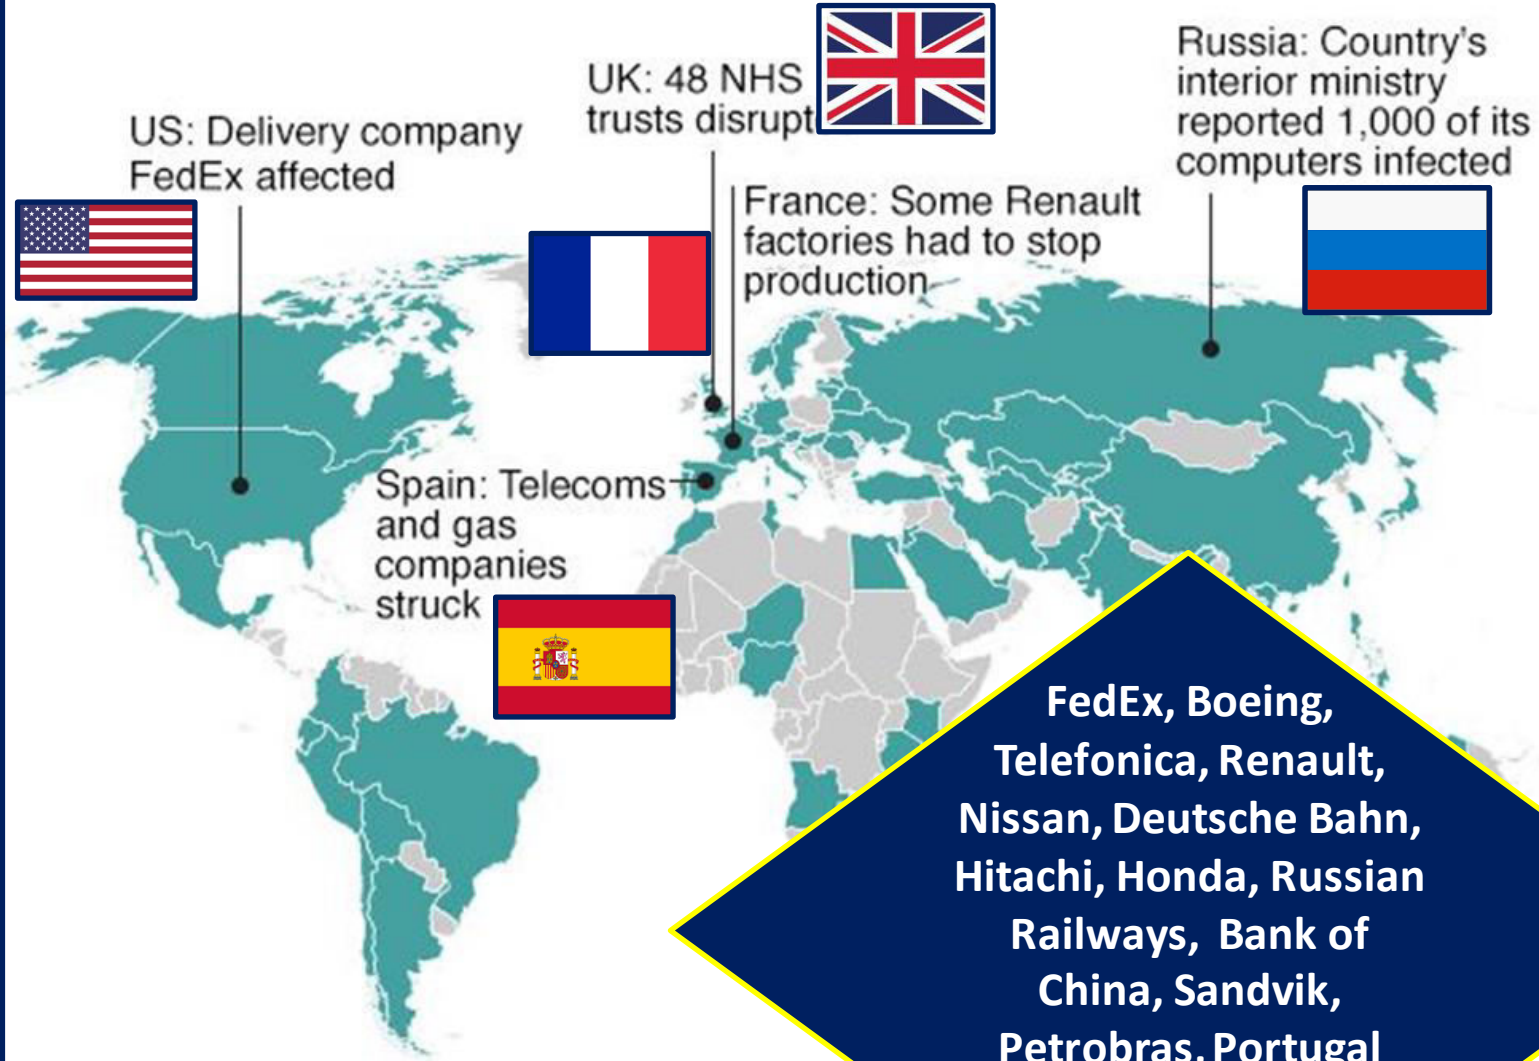 US: Delivery company
FedEx affected
UK: 48 NHS
trusts disrupt
Russia: Country's
interior ministry
reported 1,000 of its
computers infected
France: Some Renault
factories had to stop
production
Spain: Telecoms
and gas
companies
struck
FedEx, Boeing,
Telefonica, Renault,
Nissan, Deutsche Bahn,
Hitachi, Honda, Russian
Railways, Bank of
China, Sandvik,
Petrobras, Portugal